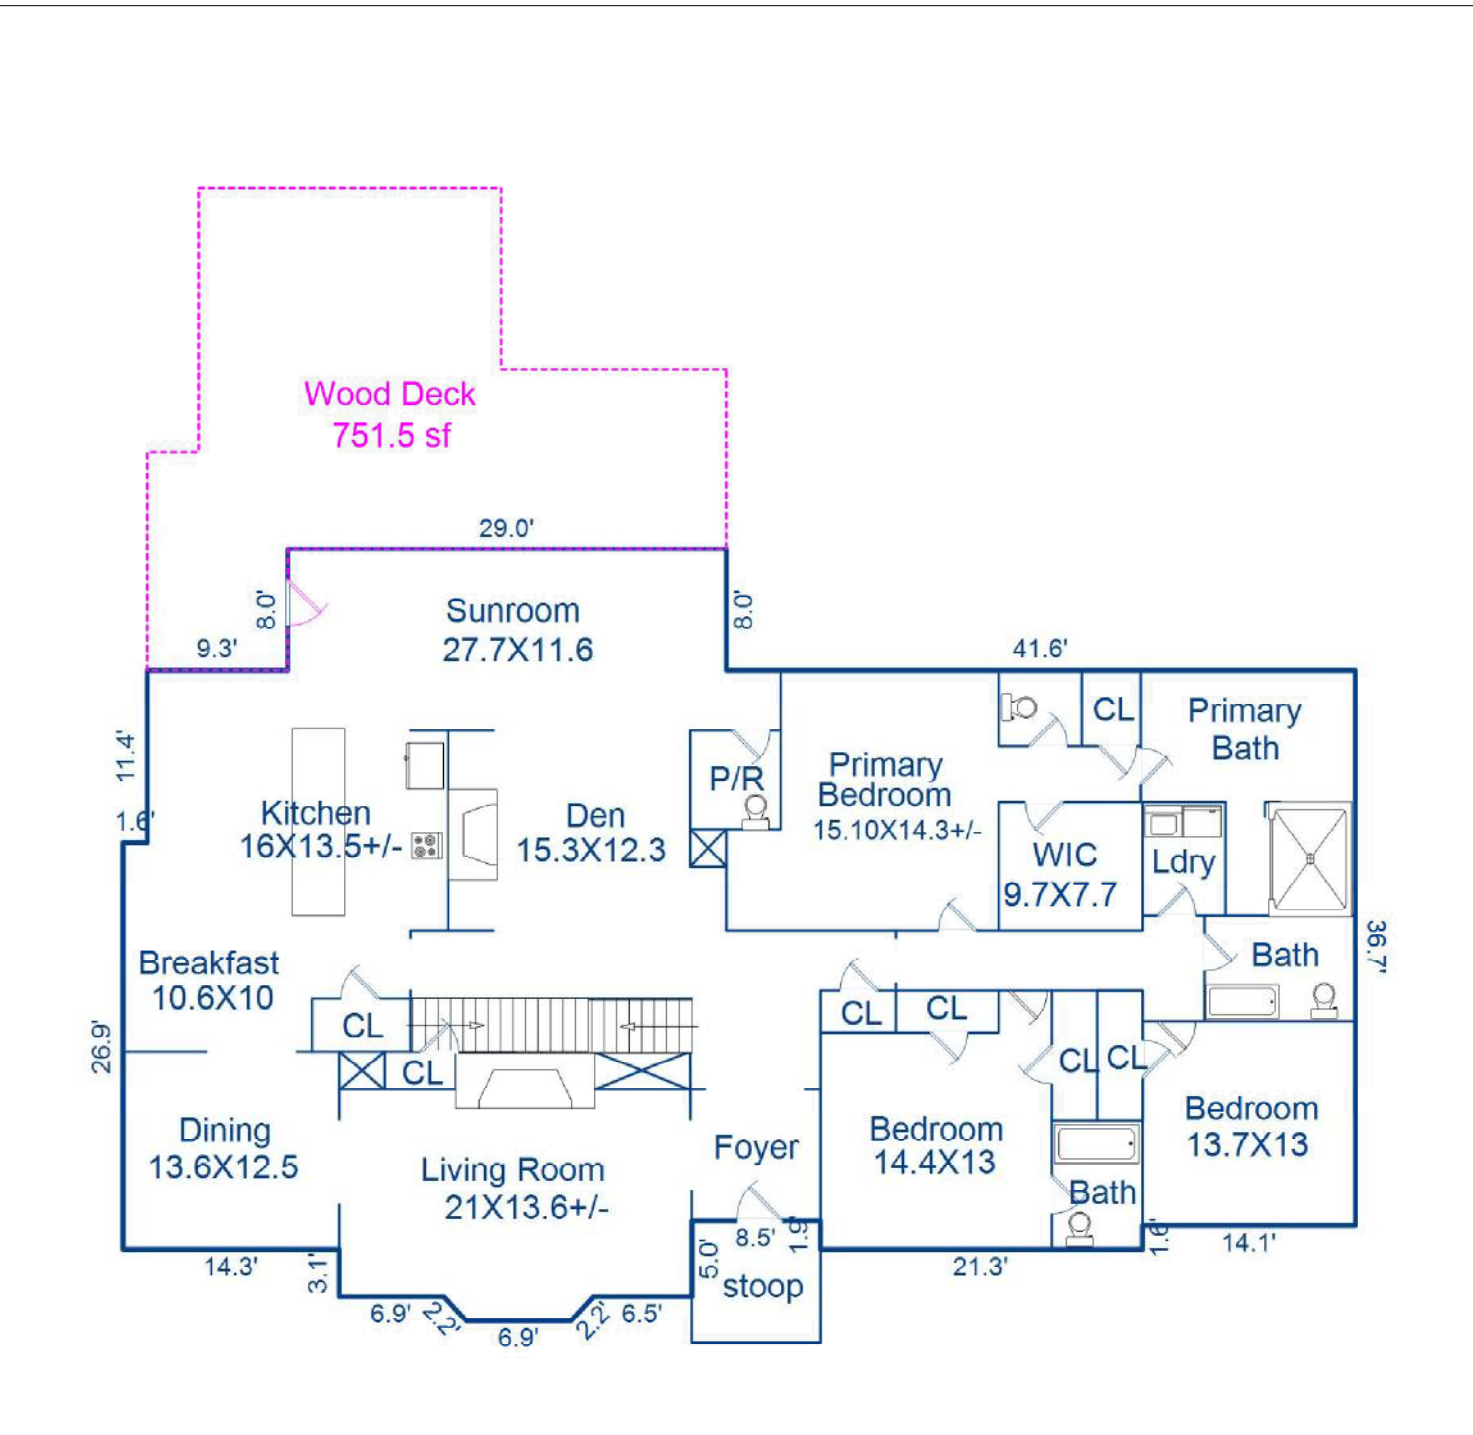 Wood Deck
751.5 sf
29.0'
8.0'
8.0'
Sunroom
27.7X11.6
9.3'
41.6'
11.4'
1.6'
Kitchen
16X13.5+/-
Den
15.3X12.3
P/R
Primary
Bedroom
15.10X14.3+/-
CL
Primary
Bath
WIC
9.7X7.7
Ldry
Breakfast
10.6X10
Bath
36.7'
CL
CL
CL
CL
CL
CL
26.9'
Dining
13.6X12.5
Living Room
21X13.6+/-
Foyer
Bedroom
14.4X13
Bedroom
13.7X13
Bath
14.3'
3.1'
6.9'
2.2'
6.9'
2.2'
6.5'
5.0'
8.5'
1.9'
stoop
21.3'
1.6'
14.1'